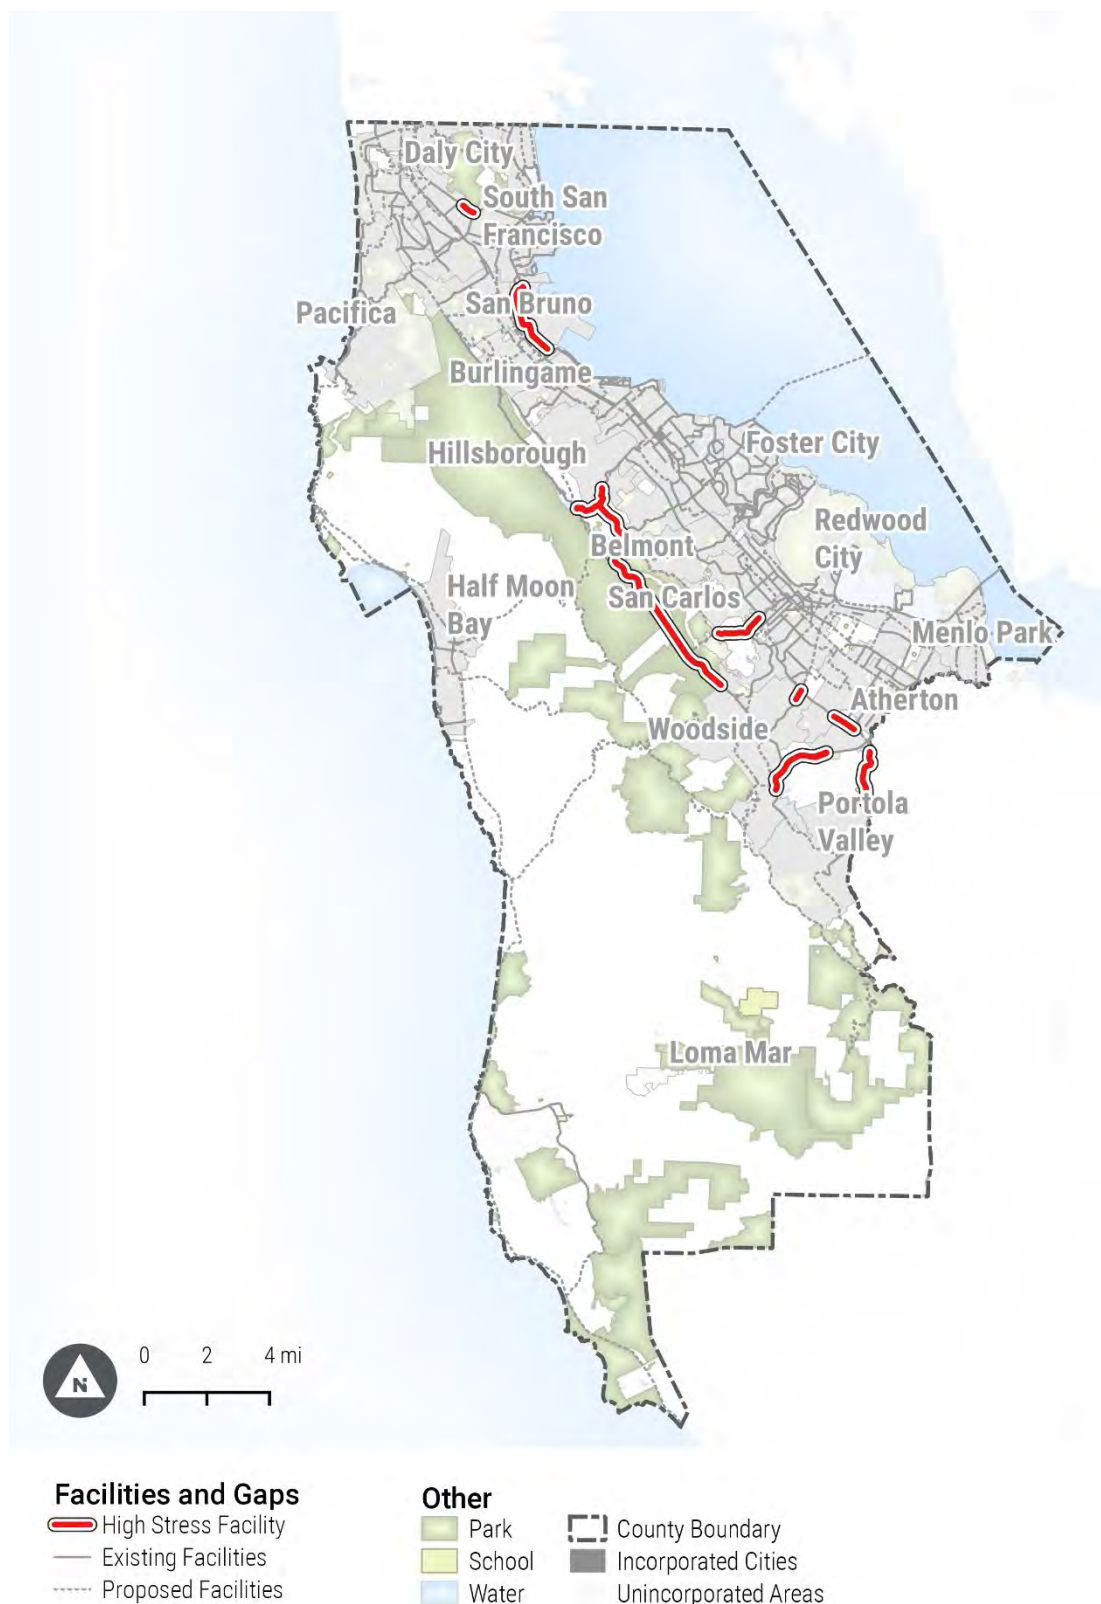 Daly City
South San
Francisco
San Bruno
Pacifica
Burlingame
Hillsborough
Foster City
Redwood
City
Belmont
Half Moon
Bay
San Carlos
Menlo Park
Atherton
Woodside
Portola
Valley
Loma Mar
N
0 2 4 mi
Facilities and Gaps
High Stress Facility
Existing Facilities
Proposed Facilities
Other
Park
School
Water
County Boundary
Incorporated Cities
Unincorporated Areas